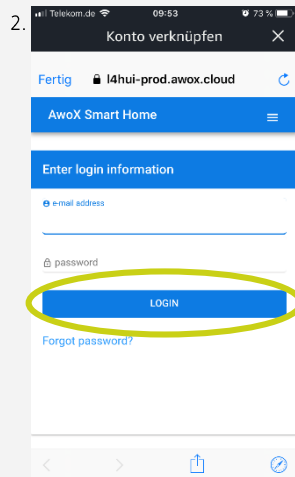 2.
Telekom.de 09:53 73 %
Konto verknüpfen
Fertig l4hui-prod.awox.cloud
AwoX Smart Home
Enter login information
e-mail address
password
LOGIN
Forgot password?